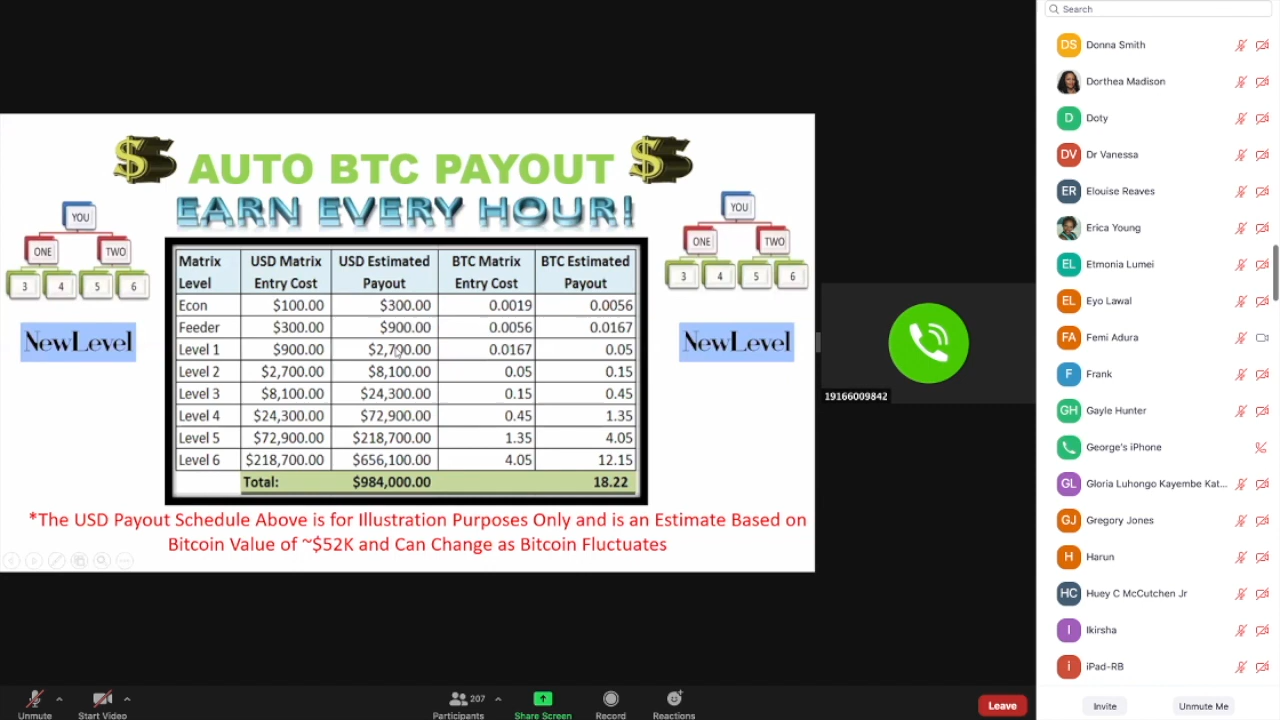 AUTO BTC PAYOUT
EARN EVERY HOUR!
YOU
ONE TWO
3 4 5 6
NewLevel
YOU
ONE TWO
3 4 5 6
NewLevel
Matrix Level USD Matrix Entry Cost USD Estimated Payout BTC Matrix Entry Cost BTC Estimated Payout
Econ $100.00 $300.00 0.0019 0.0056
Feeder $300.00 $900.00 0.0056 0.0167
Level 1 $900.00 $2,700.00 0.0167 0.05
Level 2 $2,700.00 $8,100.00 0.05 0.15
Level 3 $8,100.00 $24,300.00 0.15 0.45
Level 4 $24,300.00 $72,900.00 0.45 1.35
Level 5 $72,900.00 $218,700.00 1.35 4.05
Level 6 $218,700.00 $656,100.00 4.05 12.15
Total: $984,000.00 18.22
*The USD Payout Schedule Above is for Illustration Purposes Only and is an Estimate Based on
Bitcoin Value of ~$52K and Can Change as Bitcoin Fluctuates
19166009842
Search
DS Donna Smith
Dorthea Madison
D Doty
DV Dr Vanessa
ER Elouise Reaves
Erica Young
EL Etmonia Lumei
EL Eyo Lawal
FA Femi Adura
F Frank
GH Gayle Hunter
George's iPhone
GL Gloria Luhongo Kayembe Kat...
GJ Gregory Jones
H Harun
HC Huey C McCutchen Jr
I Ikirsha
i iPad-RB
Invite Unmute Me
Unmute Start Video
207
Participants Share Screen Record Reactions
Leave